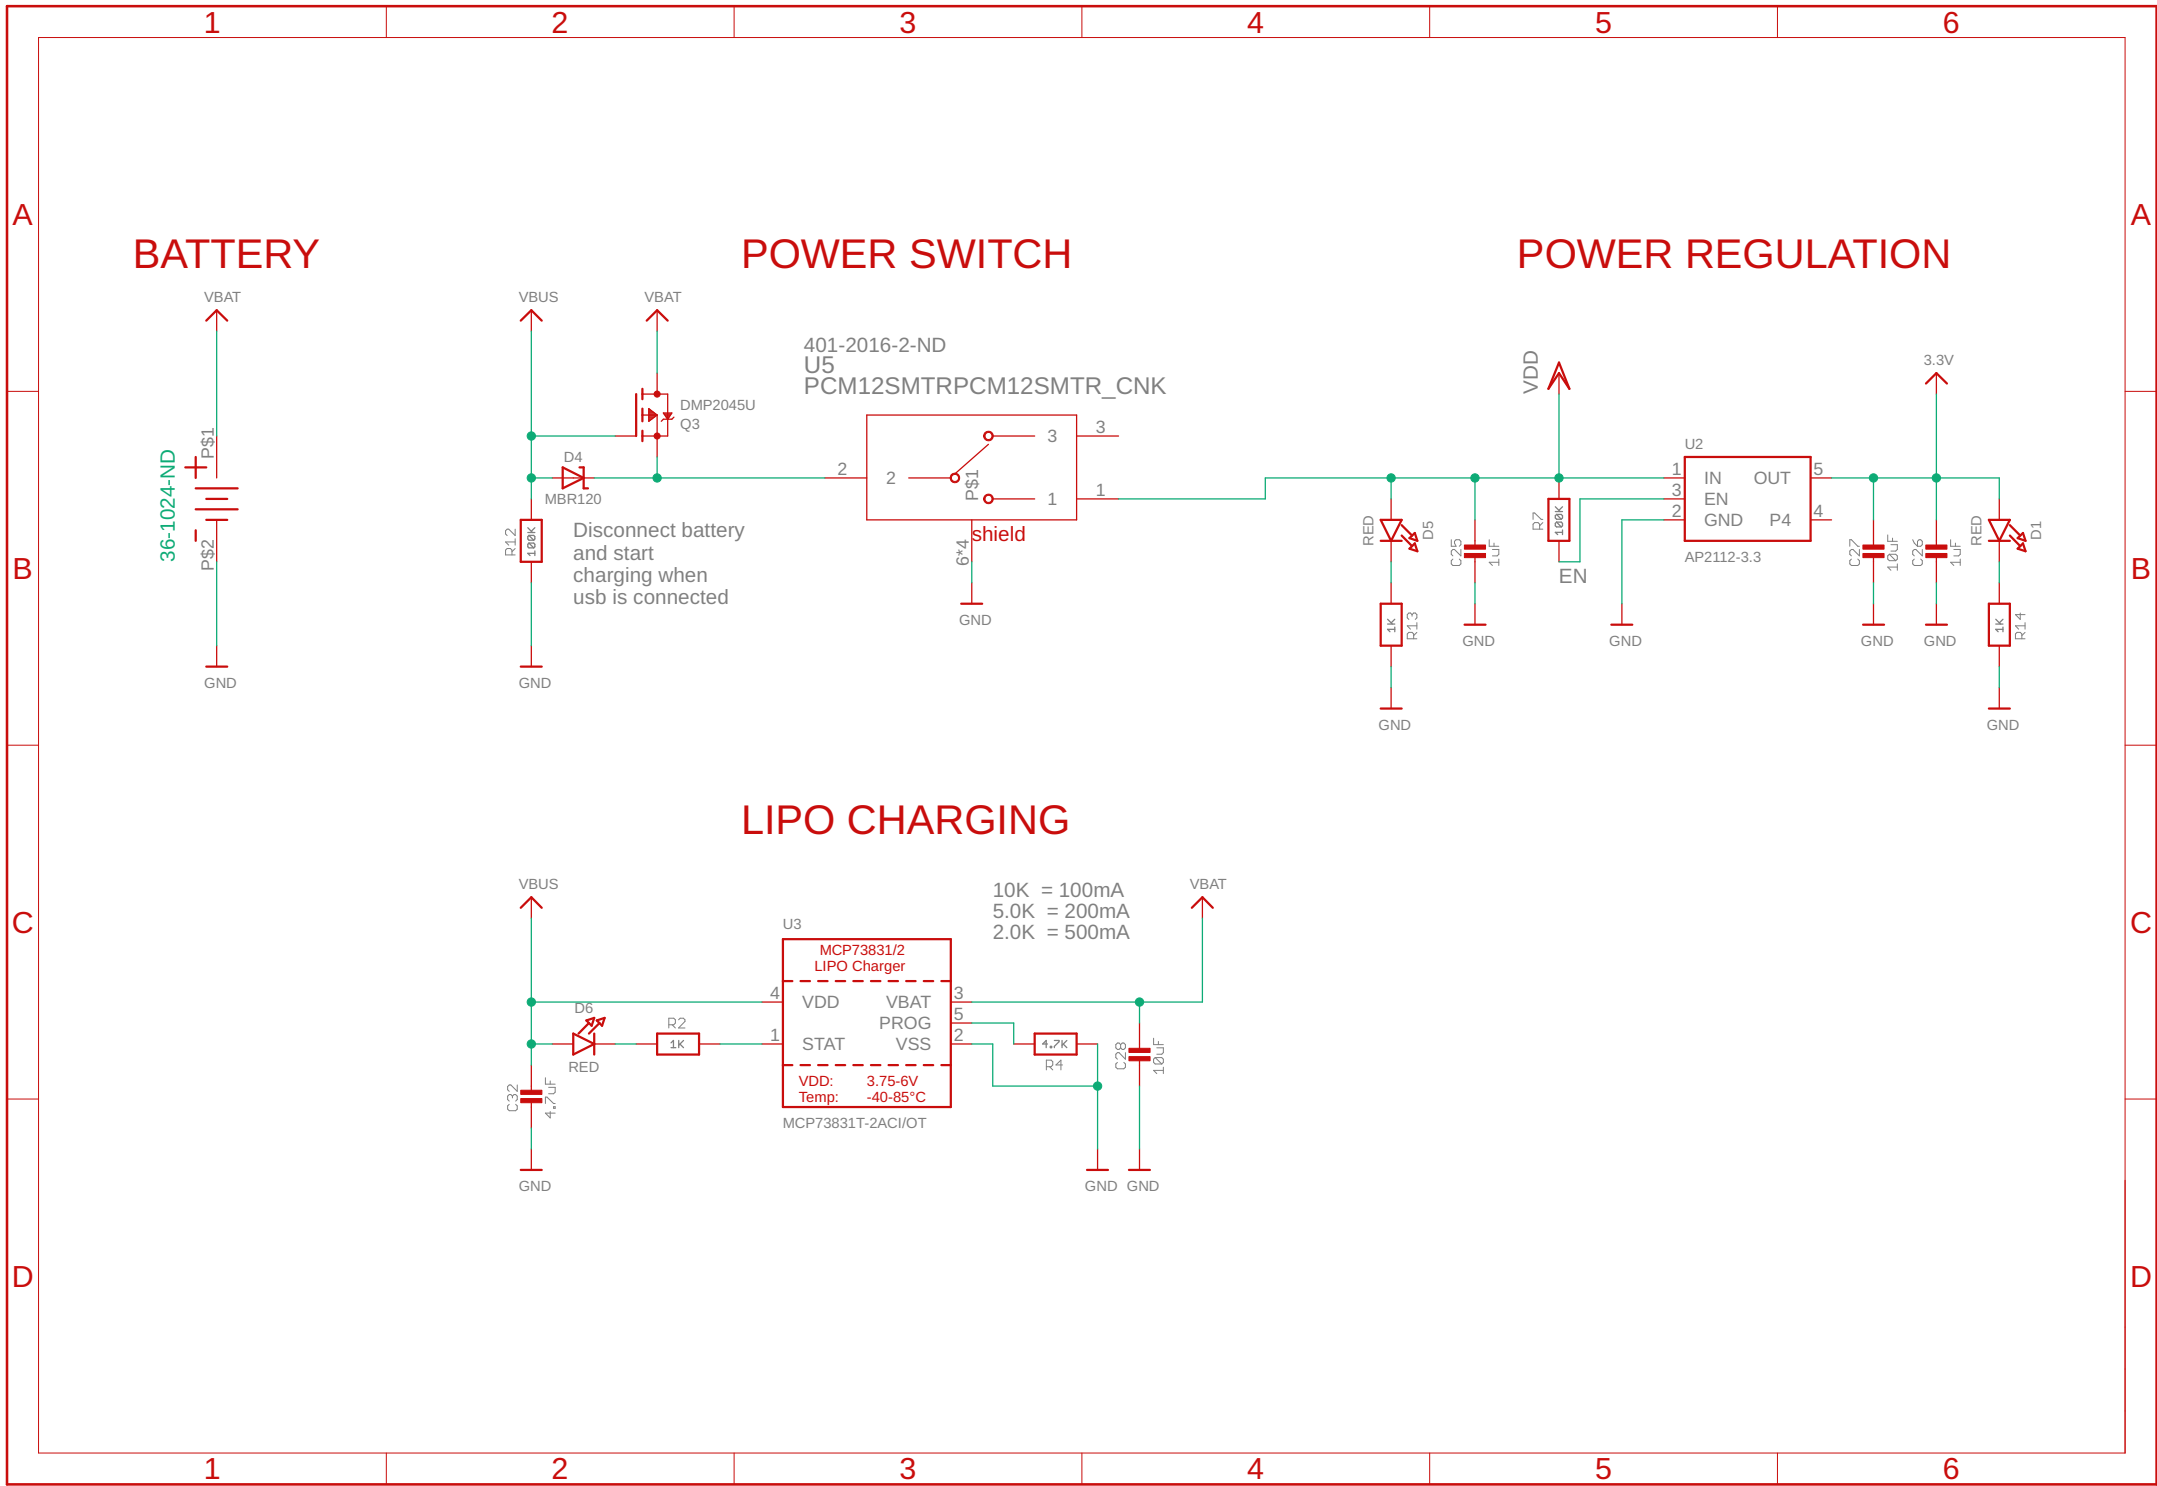 1 2 3 4 5 6
A A
BATTERY POWER SWITCH POWER REGULATION
VBAT VBUS VBAT
401-2016-2-ND
U5
PCM12SMTRPCM12SMTR_CNK
VDD 3.3V
DMP2045U
Q3
36-1024-ND
P$1
+
-
P$2
GND
D4
MBR120
R12
100K
GND
Disconnect battery
and start
charging when
usb is connected
2 2 3 3
P$1
1 1
shield
6*4
GND
RED D5
1K R13
GND
C25 1uF
GND
R7 100K
EN
GND
U2
1 IN OUT 5
3 EN
2 GND P4 4
AP2112-3.3
C27 10uF
GND
C26 1uF
GND
RED D1
1K R14
GND
B B
LIPO CHARGING
VBUS
U3
10K = 100mA
5.0K = 200mA
2.0K = 500mA
VBAT
C C
MCP73831/2
LIPO Charger
4 VDD VBAT 3
PROG 5
1 STAT VSS 2
VDD: 3.75-6V
Temp: -40-85°C
MCP73831T-2ACI/OT
D6
RED
R2
1K
C32 4.7uF
GND
4.7K
R4
C28 10uF
GND GND
D D
1 2 3 4 5 6